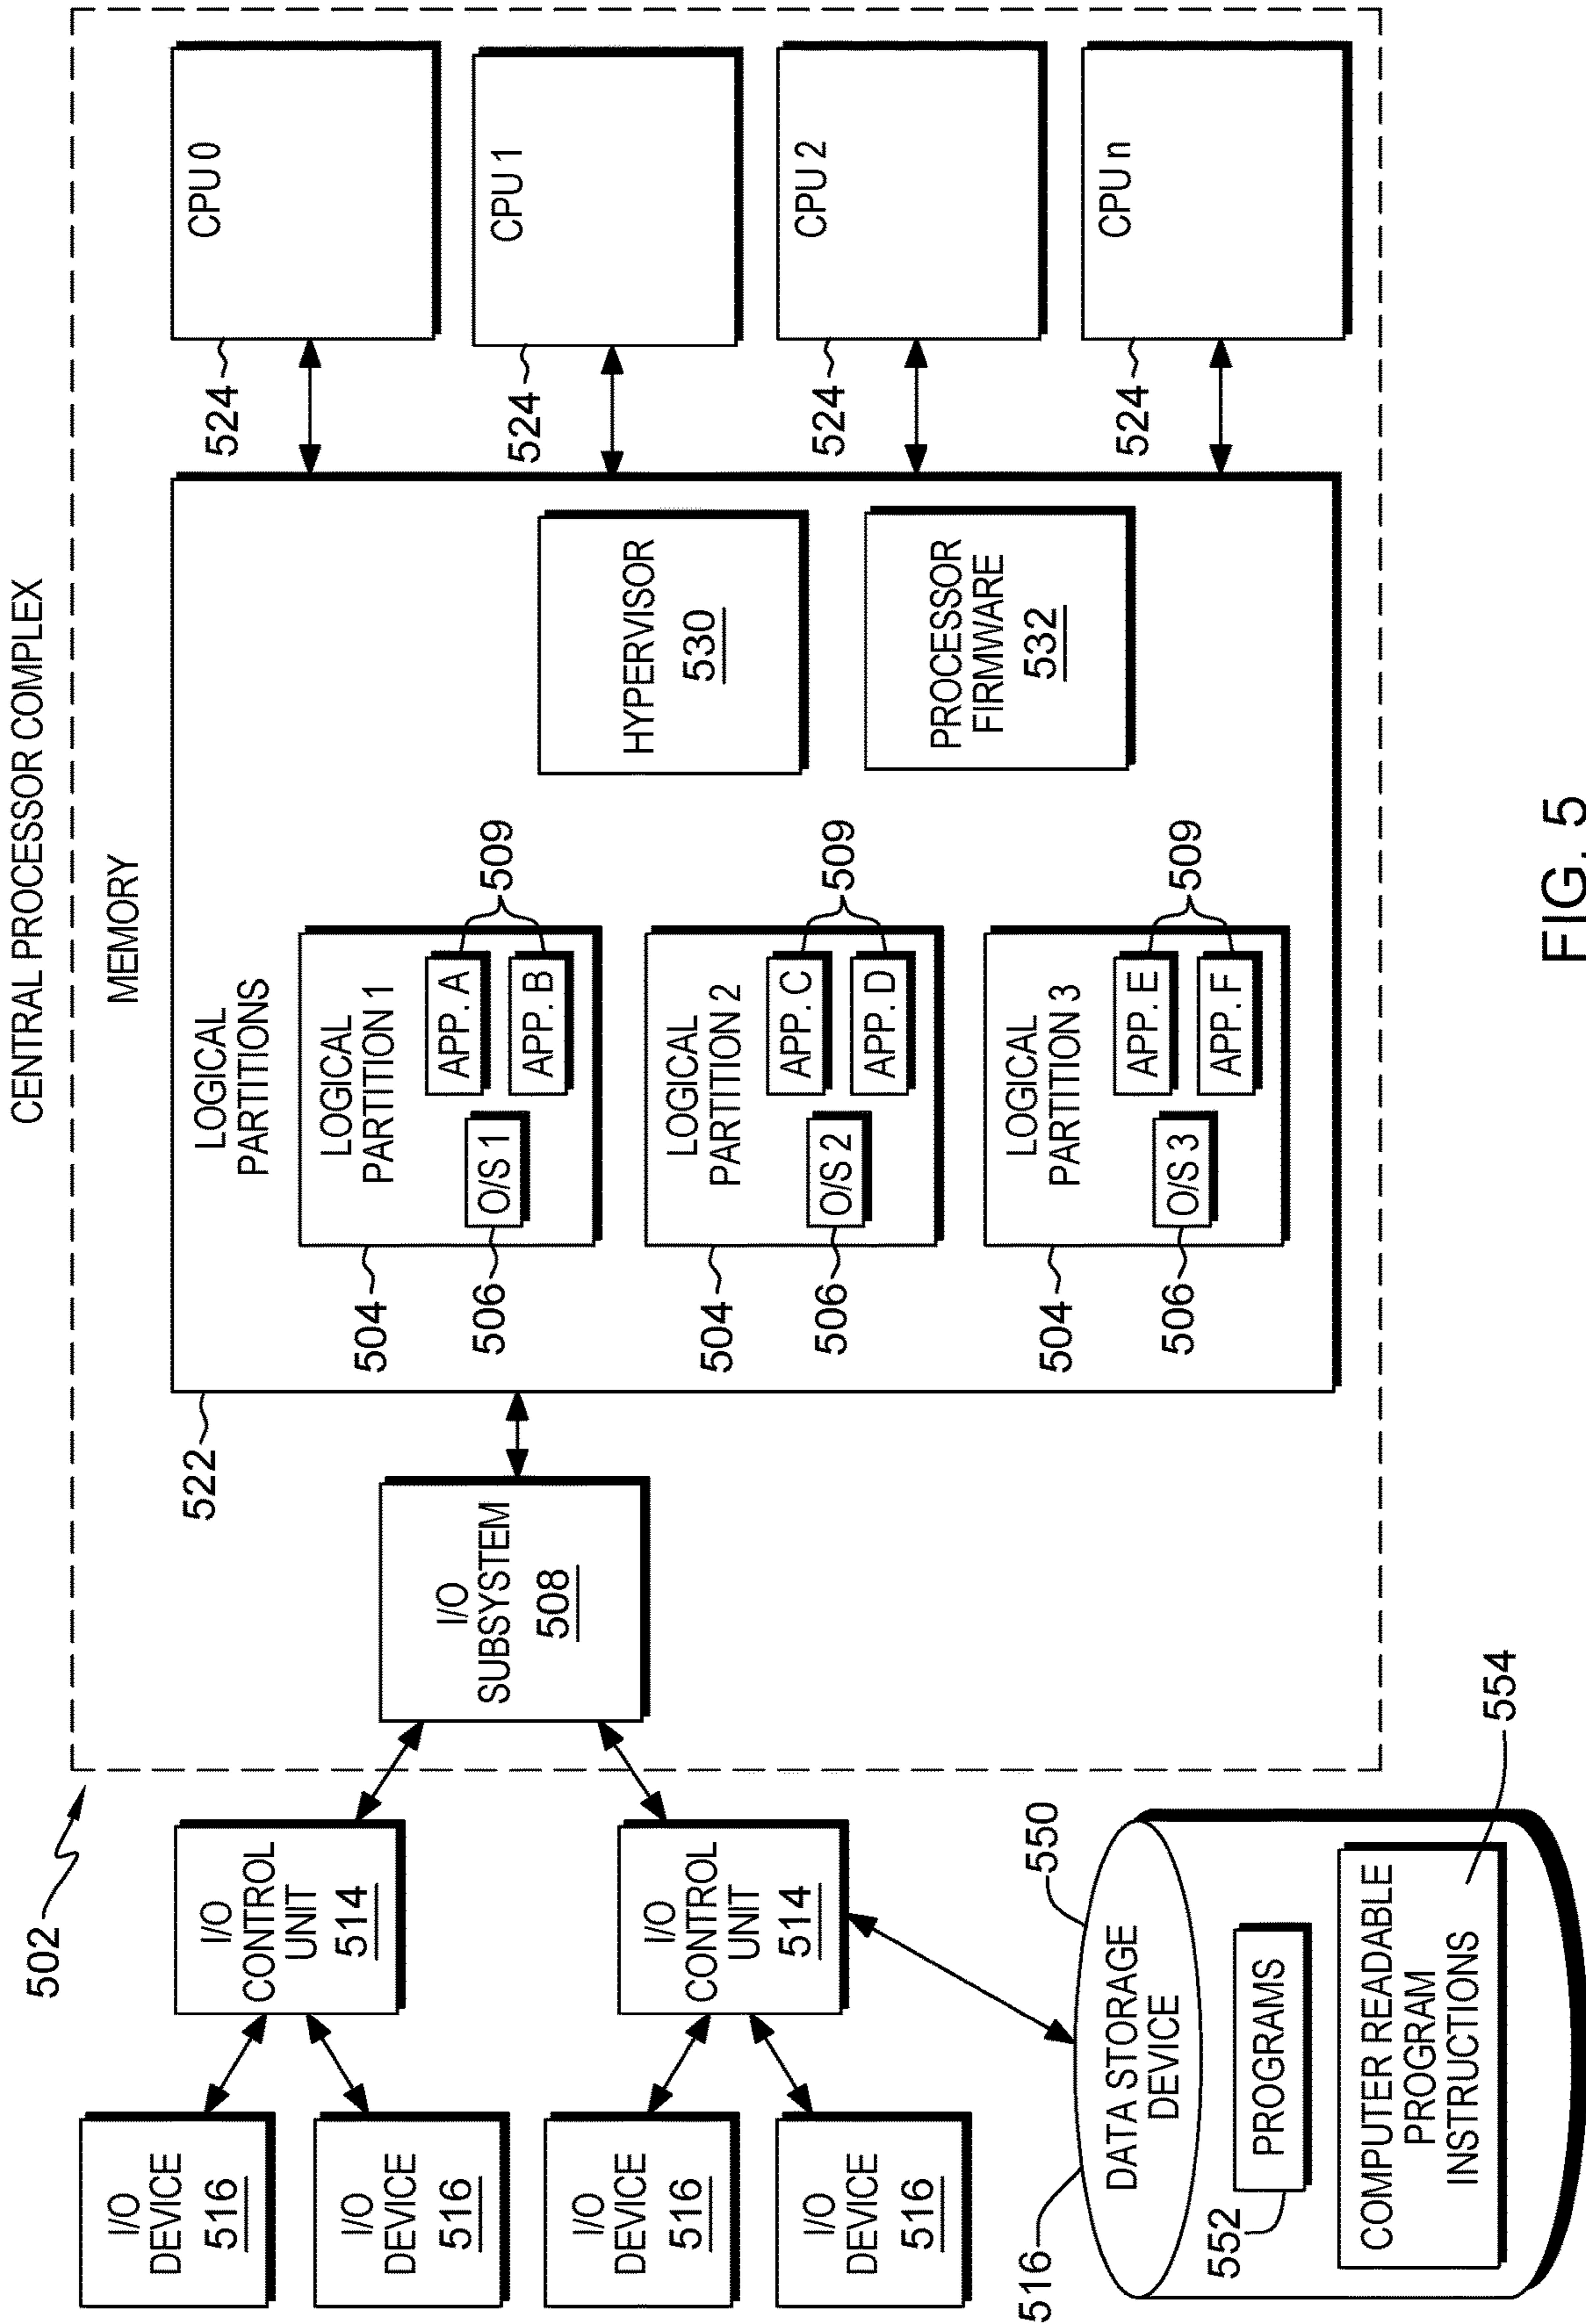 CENTRAL PROCESSOR COMPLEX
502
MEMORY
522
LOGICAL
PARTITIONS
504
LOGICAL
PARTITION 1
506
O/S 1
APP. A
APP. B
509
504
LOGICAL
PARTITION 2
506
O/S 2
APP. C
APP. D
509
504
LOGICAL
PARTITION 3
506
O/S 3
APP. E
APP. F
509
HYPERVISOR
530
PROCESSOR
FIRMWARE
532
524
CPU 0
524
CPU 1
524
CPU 2
524
CPU n
I/O
SUBSYSTEM
508
I/O
CONTROL
UNIT
514
I/O
CONTROL
UNIT
514
I/O
DEVICE
516
I/O
DEVICE
516
I/O
DEVICE
516
I/O
DEVICE
516
516
550
DATA STORAGE
DEVICE
552
PROGRAMS
COMPUTER READABLE
PROGRAM
INSTRUCTIONS
554
FIG. 5